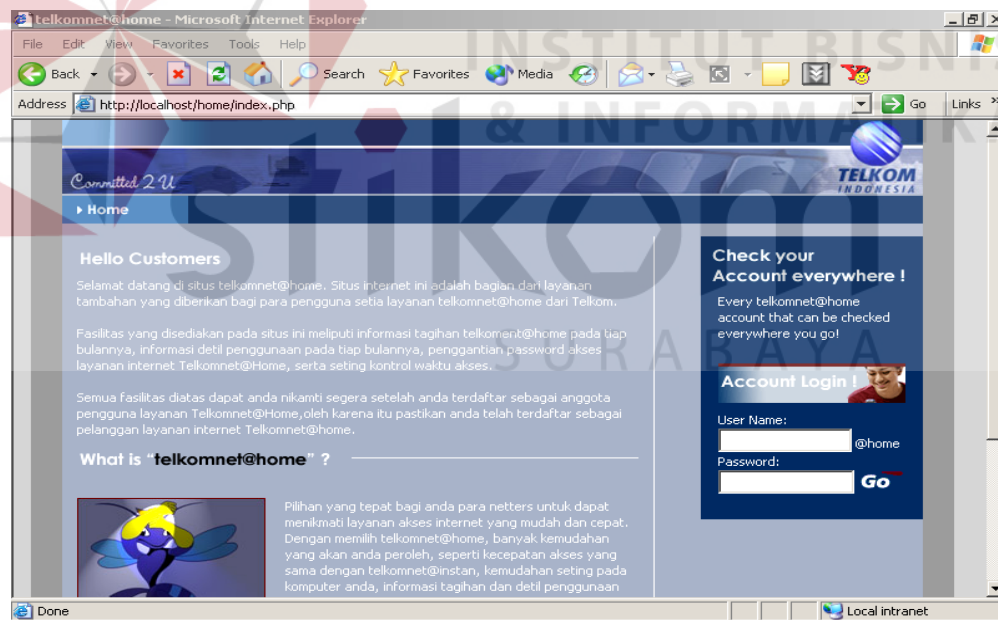 telkomnet@home - Microsoft Internet Explorer
File Edit View Favorites Tools Help
INSTITUT BISNI
Back Search Favorites Media
Address http://localhost/home/index.php Go Links
& INFORMATIKA
Committed 2 U
TELKOM
INDONESIA
Home
stikom
SURABAYA
Hello Customers
Selamat datang di situs telkomnet@home. Situs internet ini adalah bagian dari layanan
tambahan yang diberikan bagi para pengguna setia layanan telkomnet@home dari Telkom.
Fasilitas yang disediakan pada situs ini meliputi informasi tagihan telkoment@home pada tiap
bulannya, informasi detil penggunaan pada tiap bulannya, penggantian password akses
layanan internet Telkomnet@Home, serta seting kontrol waktu akses.
Semua fasilitas diatas dapat anda nikamti segera setelah anda terdaftar sebagai anggota
pengguna layanan Telkomnet@Home,oleh karena itu pastikan anda telah terdaftar sebagai
pelanggan layanan internet Telkomnet@home.
What is "telkomnet@home" ?
Pilihan yang tepat bagi anda para netters untuk dapat
menikmati layanan akses internet yang mudah dan cepat.
Dengan memilih telkomnet@home, banyak kemudahan
yang akan anda peroleh, seperti kecepatan akses yang
sama dengan telkomnet@instan, kemudahan seting pada
komputer anda, informasi tagihan dan detil penggunaan
Check your
Account everywhere !
Every telkomnet@home
account that can be checked
everywhere you go!
Account Login !
User Name:
@home
Password:
Go
Done
Local intranet